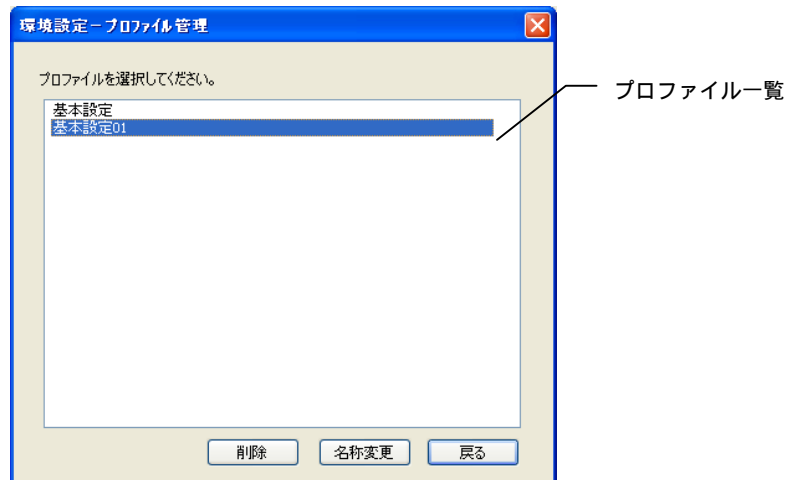 環境設定－プロファイル管理
プロファイルを選択してください。
プロファイル一覧
基本設定
基本設定01
削除
名称変更
戻る